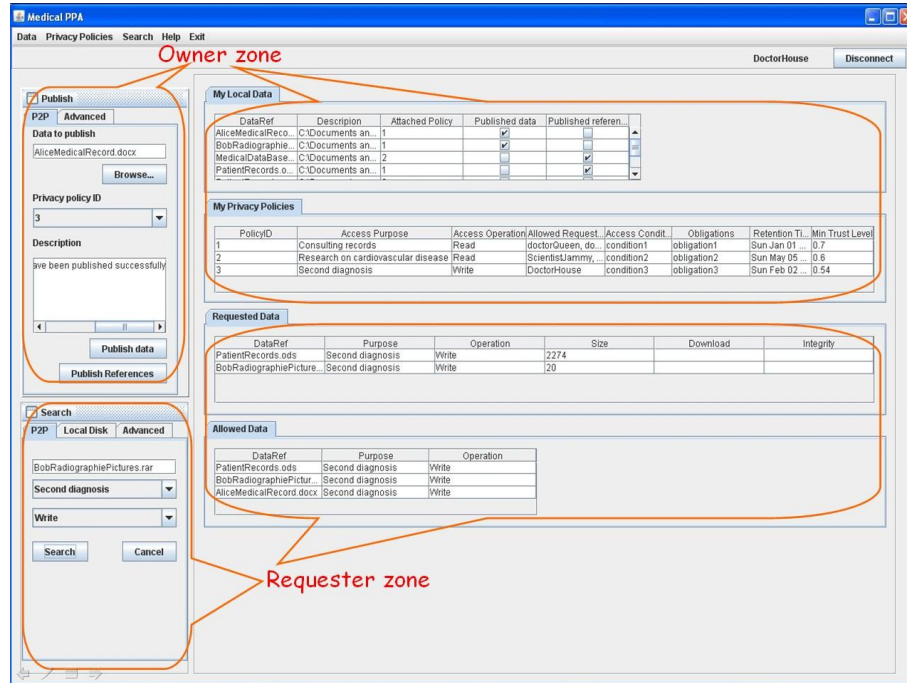 Medical PPA
Data Privacy Policies Search Help Exit
Owner zone
DoctorHouse Disconnect
Publish
P2P Advanced
Data to publish
AliceMedicalRecord.docx
Browse...
Privacy policy ID
3
Description
ave been published successfully
Publish data
Publish References
My Local Data
DataRef Descripion Attached Policy Published data Published referen...
AliceMedicalReco... C:\Documents an... 1
BobRadiographie... C:\Documents an... 1
MedicalDataBase... C:\Documents an... 2
PatientRecords.o... C:\Documents an... 1
My Privacy Policies
PolicyID Access Purpose Access Operation Allowed Request... Access Condit... Obligations Retention Ti... Min Trust Level
1 Consulting records Read doctorQueen, do... condition1 obligation1 Sun Jan 01 ... 0.7
2 Research on cardiovascular disease Read ScientistJammy, ... condition2 obligation2 Sun May 05 ... 0.6
3 Second diagnosis Write DoctorHouse condition3 obligation3 Sun Feb 02 ... 0.54
Requested Data
DataRef Purpose Operation Size Download Integrity
PatientRecords.ods Second diagnosis Write 2274
BobRadiographiePicture... Second diagnosis Write 20
Search
P2P Local Disk Advanced
BobRadiographiePictures.rar
Second diagnosis
Write
Search Cancel
Allowed Data
DataRef Purpose Operation
PatientRecords.ods Second diagnosis Write
BobRadiographiePictur... Second diagnosis Write
AliceMedicalRecord.docx Second diagnosis Write
Requester zone